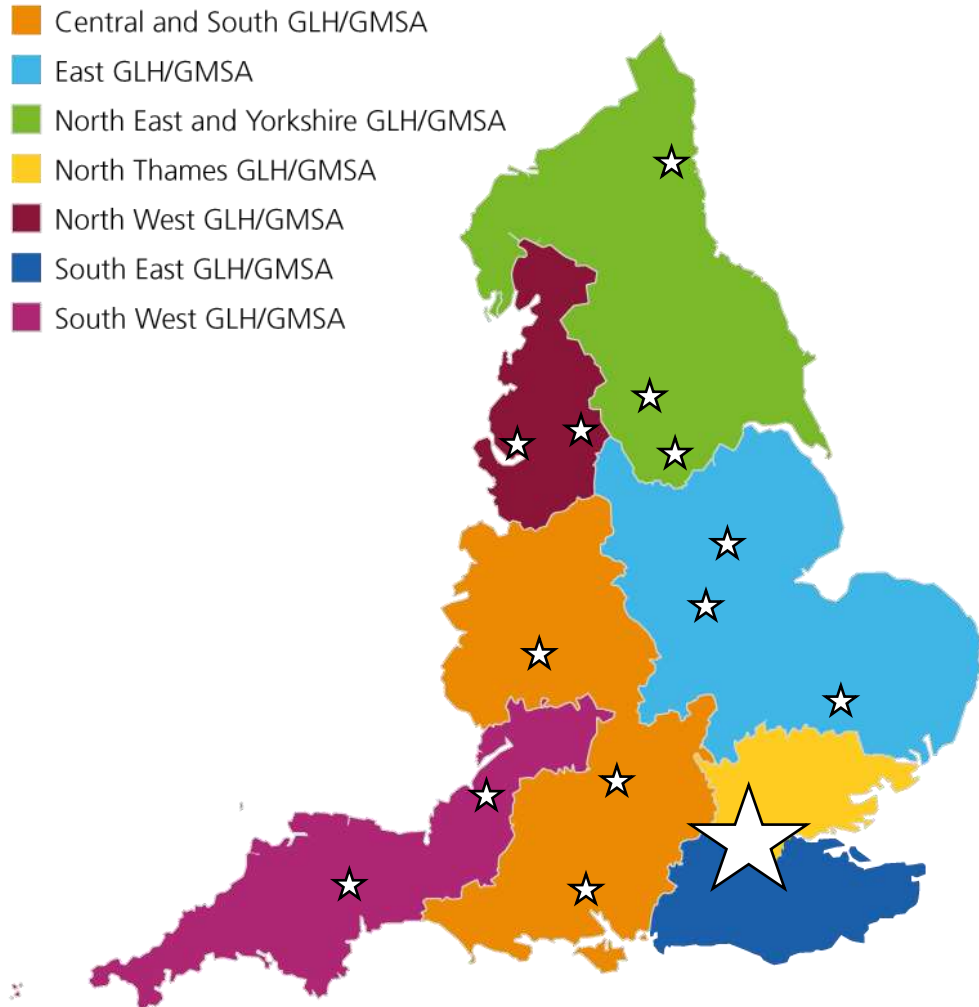 Central and South GLH/GMSA
East GLH/GMSA
North East and Yorkshire GLH/GMSA
North Thames GLH/GMSA
North West GLH/GMSA
South East GLH/GMSA
South West GLH/GMSA